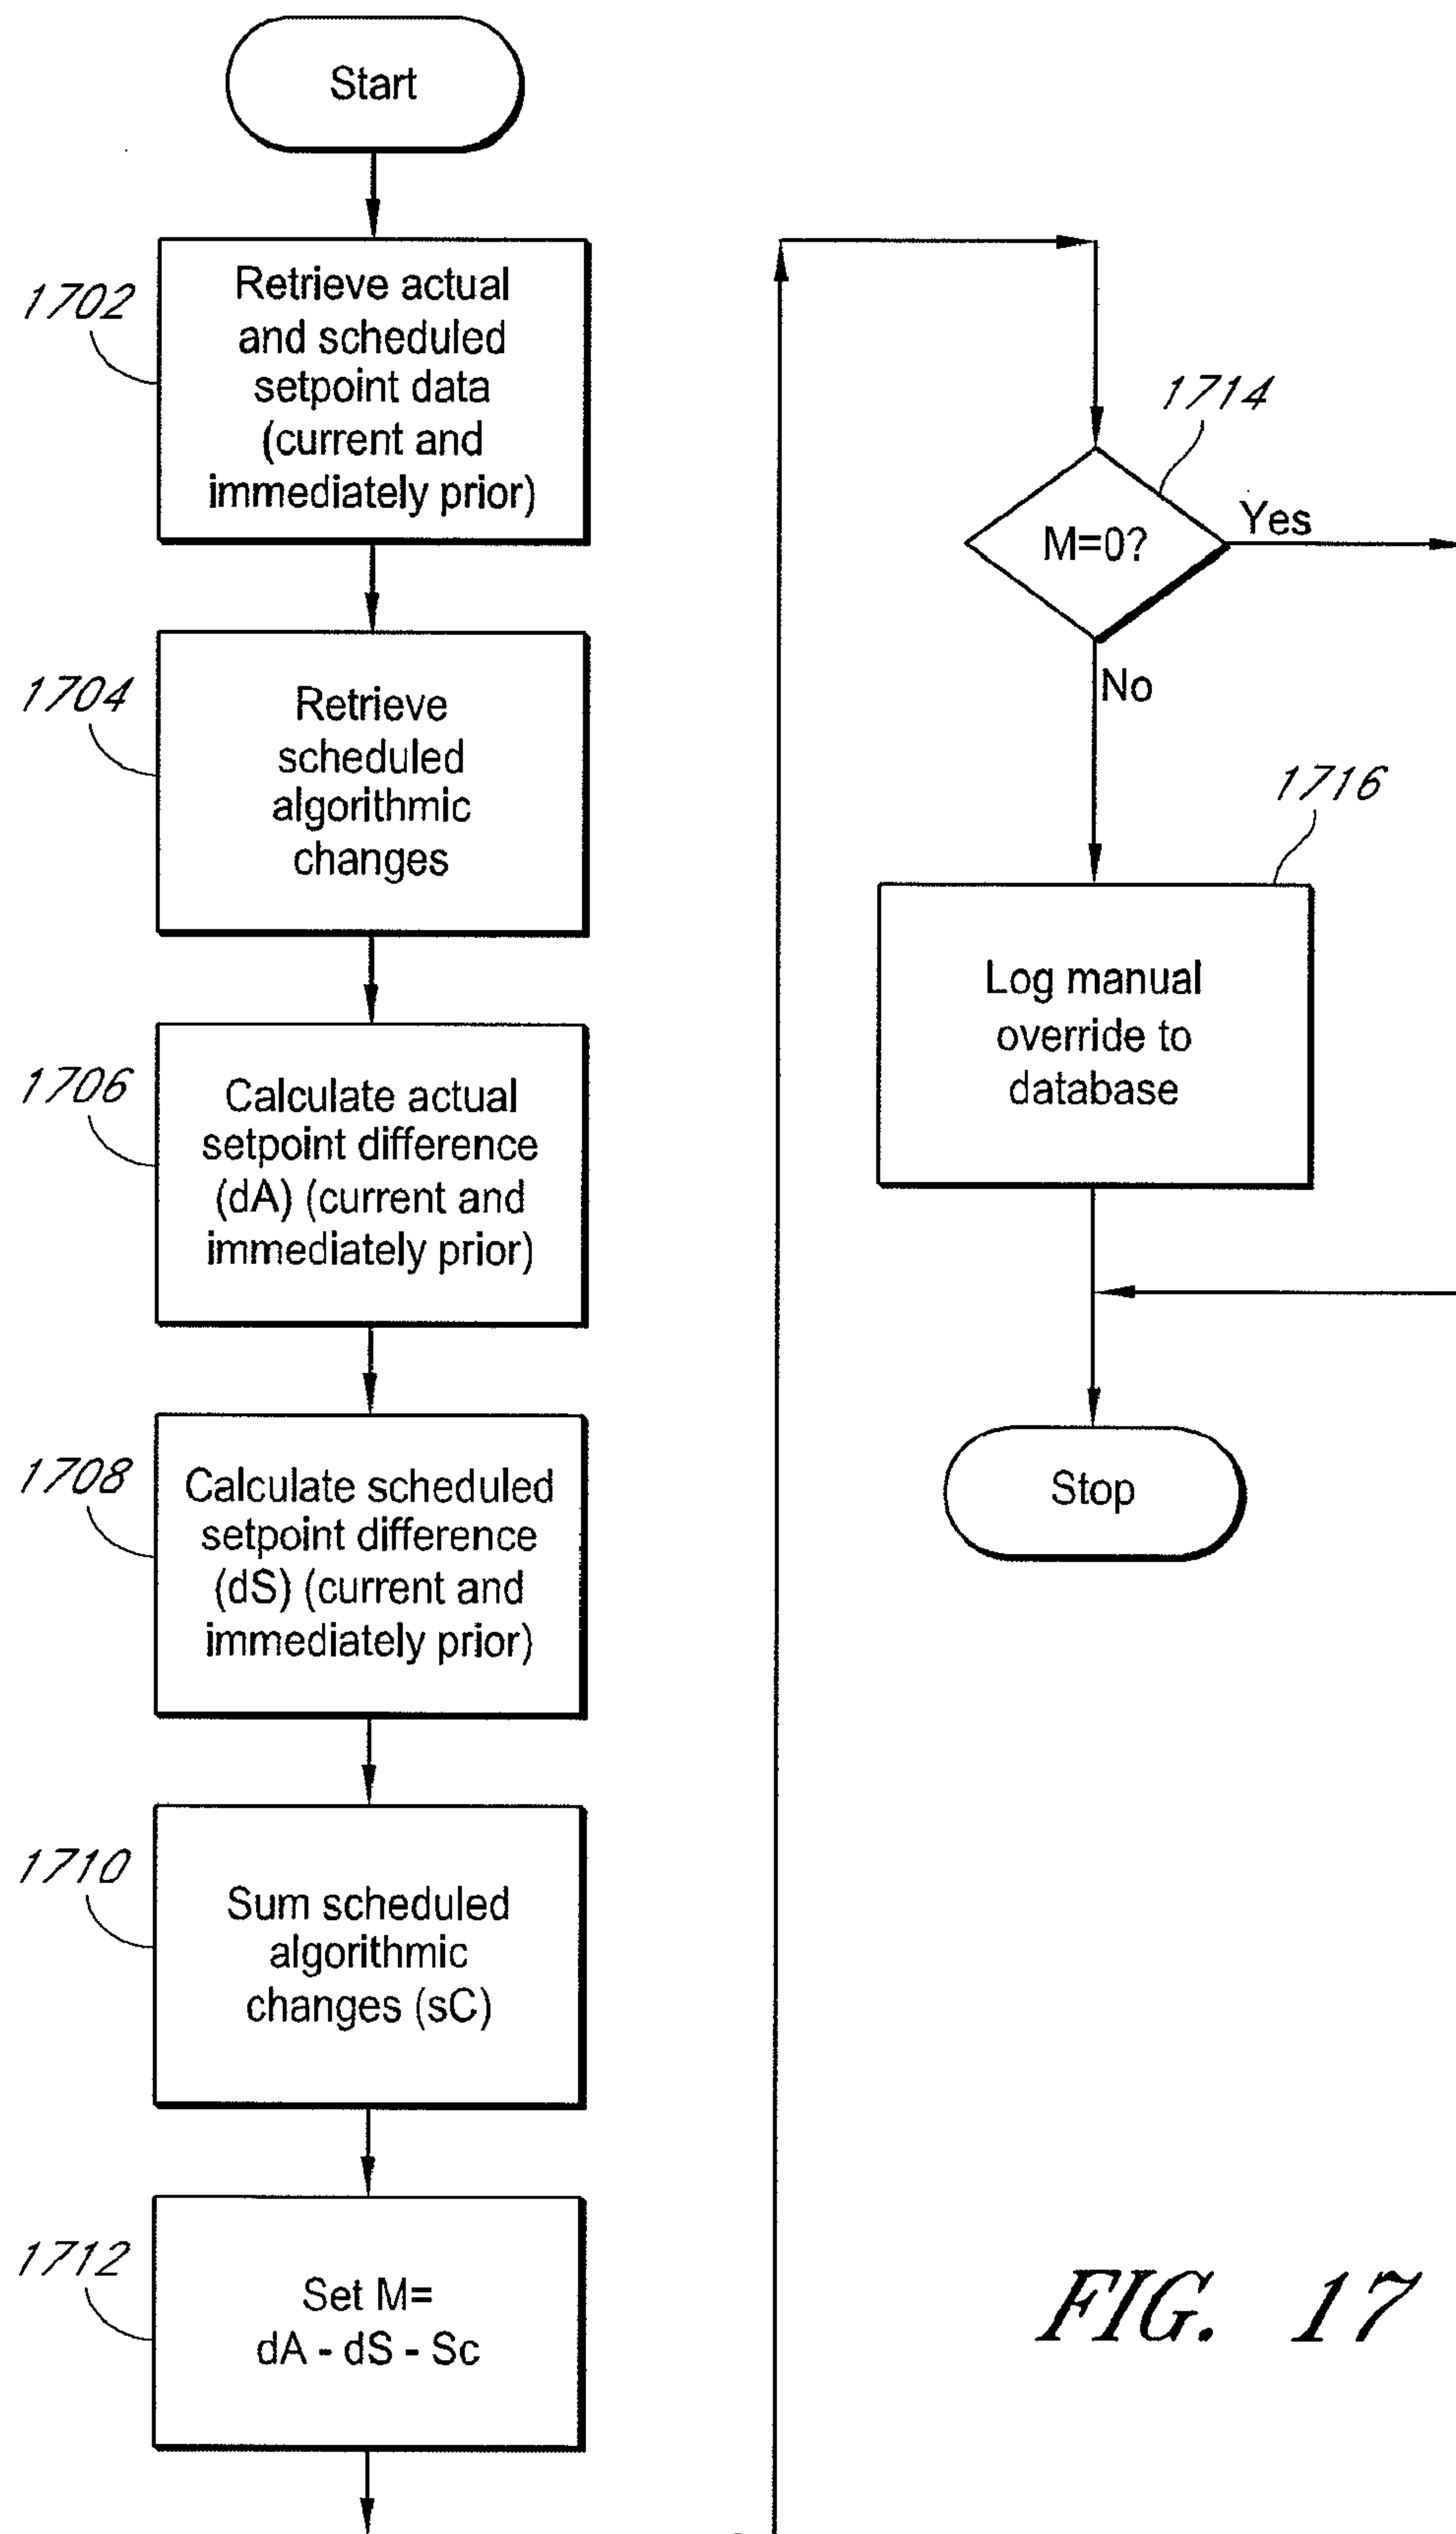 Start
1702
Retrieve actual
and scheduled
setpoint data
(current and
immediately prior)
1704
Retrieve
scheduled
algorithmic
changes
1706
Calculate actual
setpoint difference
(dA) (current and
immediately prior)
1708
Calculate scheduled
setpoint difference
(dS) (current and
immediately prior)
1710
Sum scheduled
algorithmic
changes (sC)
1712
Set M=
dA - dS - Sc
1714
M=0?
Yes
No
1716
Log manual
override to
database
Stop
FIG. 17